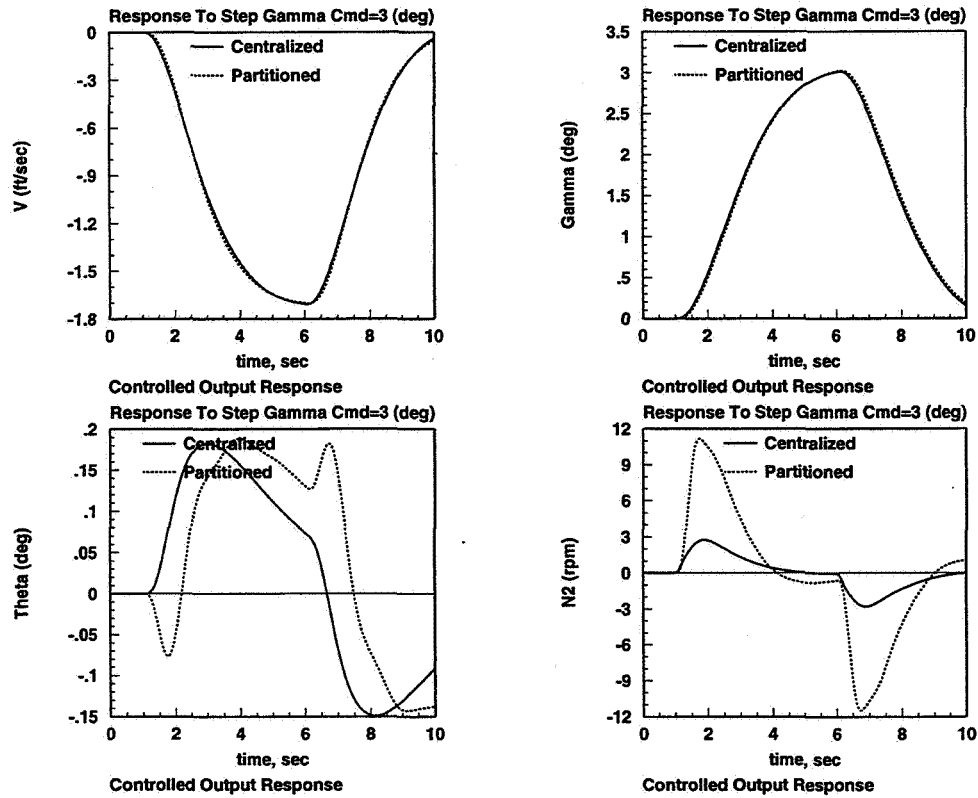 Response To Step Gamma Cmd=3 (deg)
Centralized
Partitioned
0
-.3
-.6
-.9
-1.2
-1.5
-1.8
V (ft/sec)
0 2 4 6 8 10
time, sec
Controlled Output Response
Response To Step Gamma Cmd=3 (deg)
Centralized
Partitioned
3.5
3
2.5
2
1.5
1
.5
0
Gamma (deg)
0 2 4 6 8 10
time, sec
Controlled Output Response
Response To Step Gamma Cmd=3 (deg)
Centralized
Partitioned
.2
.15
.1
.05
0
-.05
-.1
-.15
Theta (deg)
0 2 4 6 8 10
time, sec
Controlled Output Response
Response To Step Gamma Cmd=3 (deg)
Centralized
Partitioned
12
9
6
3
0
-3
-6
-9
-12
N2 (rpm)
0 2 4 6 8 10
time, sec
Controlled Output Response